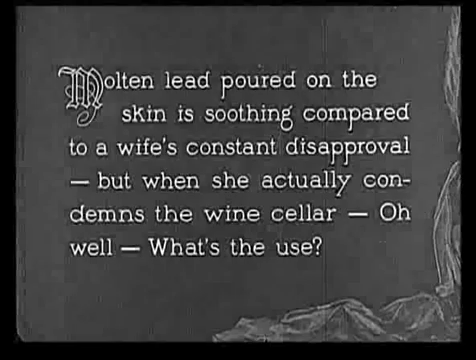 Molten lead poured on the
skin is soothing compared
to a wife's constant disapproval
— but when she actually con-
demns the wine cellar — Oh
well — What's the use?